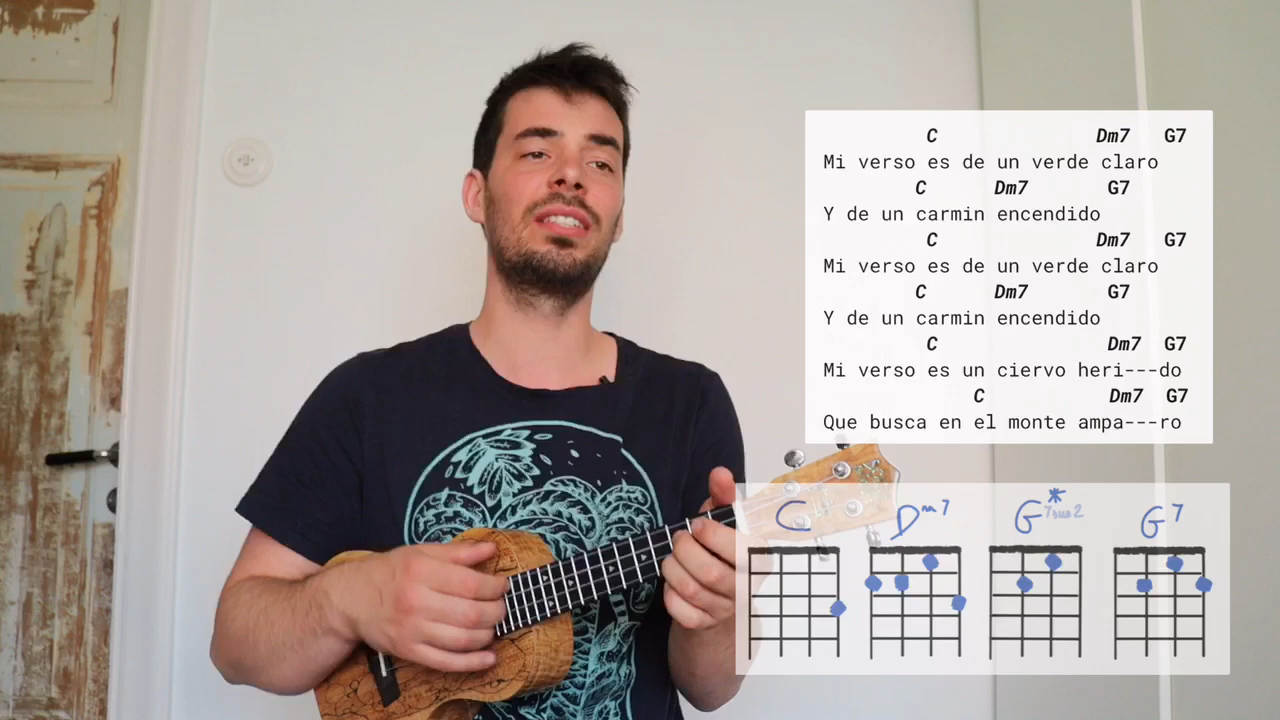 C Dm7 G7
Mi verso es de un verde claro
C Dm7 G7
Y de un carmin encendido
C Dm7 G7
Mi verso es de un verde claro
C Dm7 G7
Y de un carmin encendido
C Dm7 G7
Mi verso es un ciervo heri---do
C Dm7 G7
Que busca en el monte ampa---ro
C Dm7 G7sus2* G7